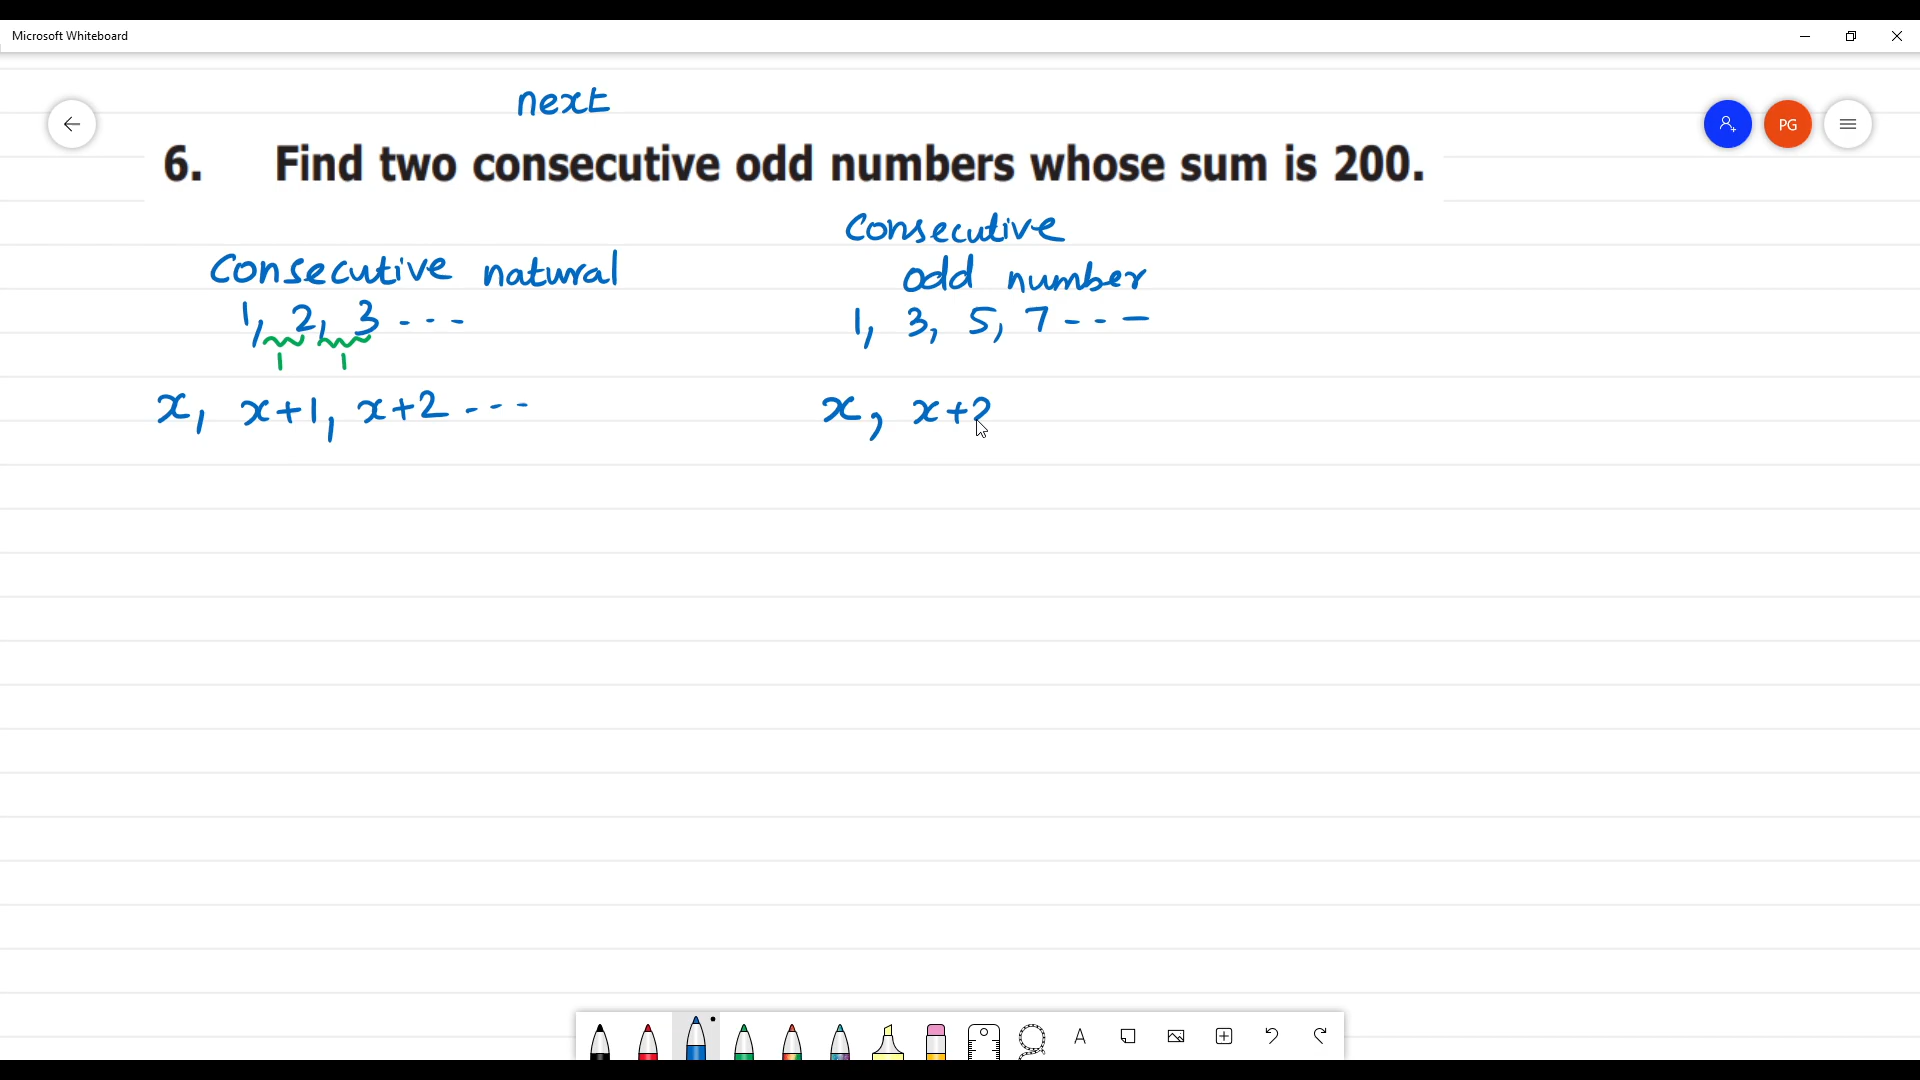 Microsoft Whiteboard
next
PG
6. Find two consecutive odd numbers whose sum is 200.
Consecutive natural
1, 2, 3 - - -
1 1
x, x+1, x+2 - - -
Consecutive
odd number
1, 3, 5, 7 - - -
x, x+2
A